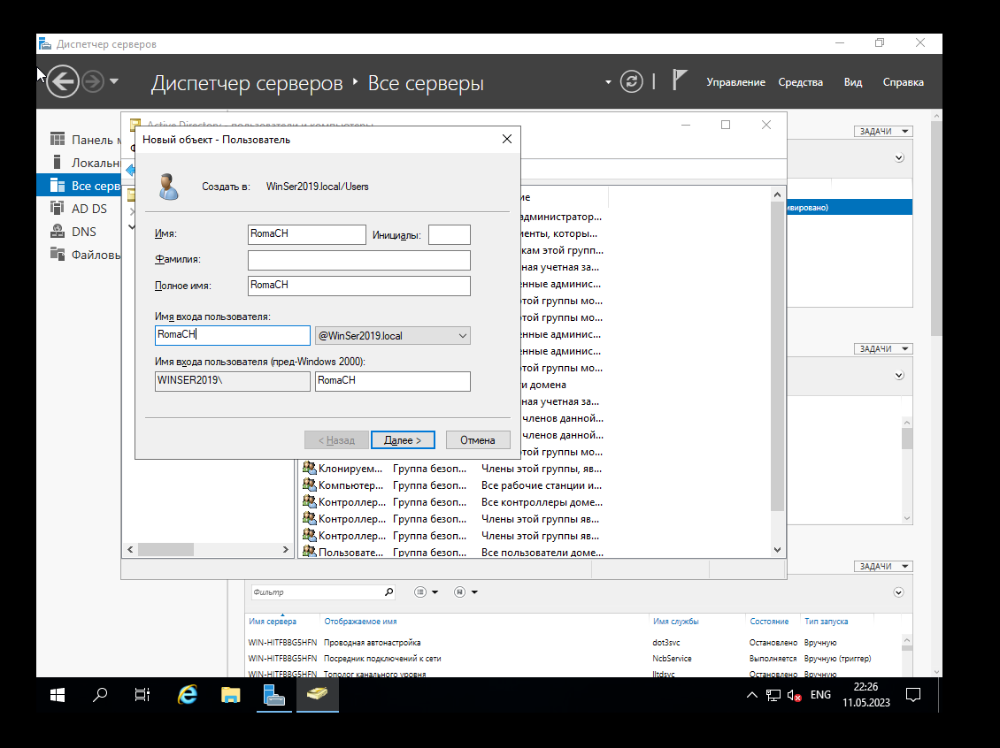 Диспетчер серверов
Диспетчер серверов ‣ Все серверы
Управление Средства Вид Справка
Панель
Локальн
Все серв
AD DS
DNS
Файловы
Active Directory - пользователи и компьютеры
Новый объект - Пользователь
Создать в: WinSer2019.local/Users
Имя: RomaCH Инициалы:
Фамилия:
Полное имя: RomaCH
Имя входа пользователя:
RomaCH @WinSer2019.local
Имя входа пользователя (пред-Windows 2000):
WINSER2019\ RomaCH
< Назад Далее > Отмена
ие
администратор...
менты, которы...
кам этой групп...
ная учетная за...
енные админис...
той группы мо...
той группы мо...
енные админис...
енные админис...
той группы мо...
и домена
ная учетная за...
членов данной...
членов данной...
той группы мо...
Клонируем... Группа безоп... Члены этой группы, яв...
Компьютер... Группа безоп... Все рабочие станции и...
Контроллер... Группа безоп... Все контроллеры доме...
Контроллер... Группа безоп... Члены этой группы яв...
Контроллер... Группа безоп... Члены этой группы яв...
Пользовате... Группа безоп... Все пользователи доме...
ЗАДАЧИ
ивировано)
ЗАДАЧИ
ЗАДАЧИ
Фильтр
Имя сервера Отображаемое имя Имя службы Состояние Тип запуска
WIN-HITFBBG5HFN Проводная автонастройка dot3svc Остановлено Вручную
WIN-HITFBBG5HFN Посредник подключений к сети NcbService Выполняется Вручную (триггер)
WIN-HITFBBG5HFN Тополог канального уровня lltdsvc Остановлено Вручную
ENG
22:26
11.05.2023